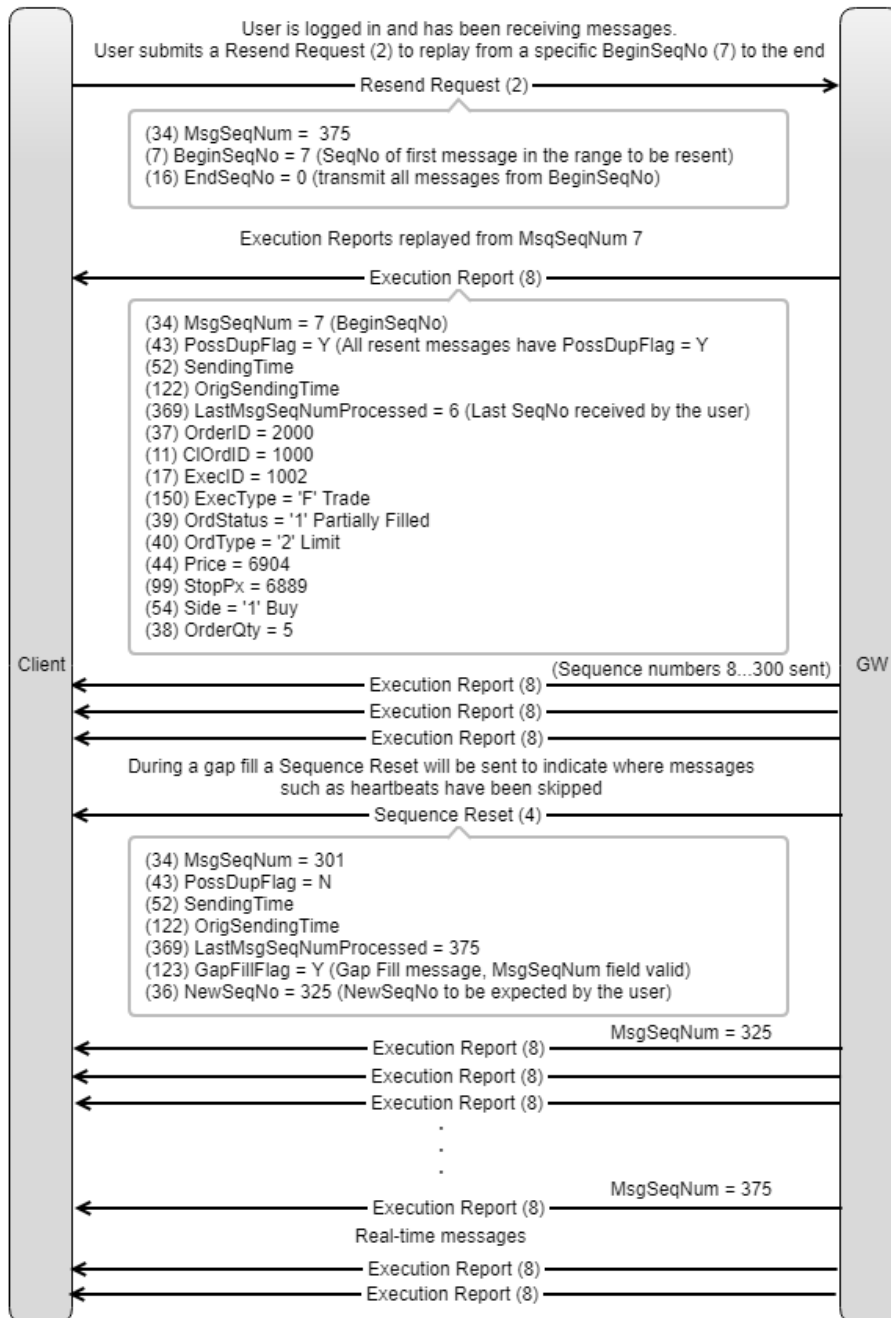 User is logged in and has been receiving messages.
User submits a Resend Request (2) to replay from a specific BeginSeqNo (7) to the end
Resend Request (2)
(34) MsgSeqNum = 375
(7) BeginSeqNo = 7 (SeqNo of first message in the range to be resent)
(16) EndSeqNo = 0 (transmit all messages from BeginSeqNo)
Execution Reports replayed from MsqSeqNum 7
Execution Report (8)
(34) MsgSeqNum = 7 (BeginSeqNo)
(43) PossDupFlag = Y (All resent messages have PossDupFlag = Y
(52) SendingTime
(122) OrigSendingTime
(369) LastMsgSeqNumProcessed = 6 (Last SeqNo received by the user)
(37) OrderID = 2000
(11) ClOrdID = 1000
(17) ExecID = 1002
(150) ExecType = 'F' Trade
(39) OrdStatus = '1' Partially Filled
(40) OrdType = '2' Limit
(44) Price = 6904
(99) StopPx = 6889
(54) Side = '1' Buy
(38) OrderQty = 5
Client
GW
(Sequence numbers 8...300 sent)
Execution Report (8)
Execution Report (8)
Execution Report (8)
During a gap fill a Sequence Reset will be sent to indicate where messages
such as heartbeats have been skipped
Sequence Reset (4)
(34) MsgSeqNum = 301
(43) PossDupFlag = N
(52) SendingTime
(122) OrigSendingTime
(369) LastMsgSeqNumProcessed = 375
(123) GapFillFlag = Y (Gap Fill message, MsgSeqNum field valid)
(36) NewSeqNo = 325 (NewSeqNo to be expected by the user)
MsgSeqNum = 325
Execution Report (8)
Execution Report (8)
Execution Report (8)
.
.
.
MsgSeqNum = 375
Execution Report (8)
Real-time messages
Execution Report (8)
Execution Report (8)